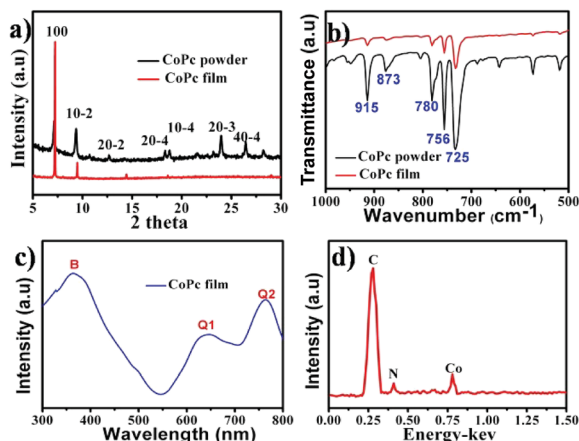 a)
100
CoPc powder
CoPc film
10-2
20-2
20-4
10-4
20-3
40-4
Intensity (a.u)
5 10 15 20 25 30
2 theta
b)
Transmittance (a.u)
915
873
780
756
725
CoPc powder
CoPc film
1000 900 800 700 600 500
Wavenumber (cm-1)
c)
B
CoPc film
Q1
Q2
Intensity (a.u)
300 400 500 600 700 800
Wavelength (nm)
d)
C
N
Co
Intensity (a.u)
0.00 0.25 0.50 0.75 1.00 1.25 1.50
Energy-kev